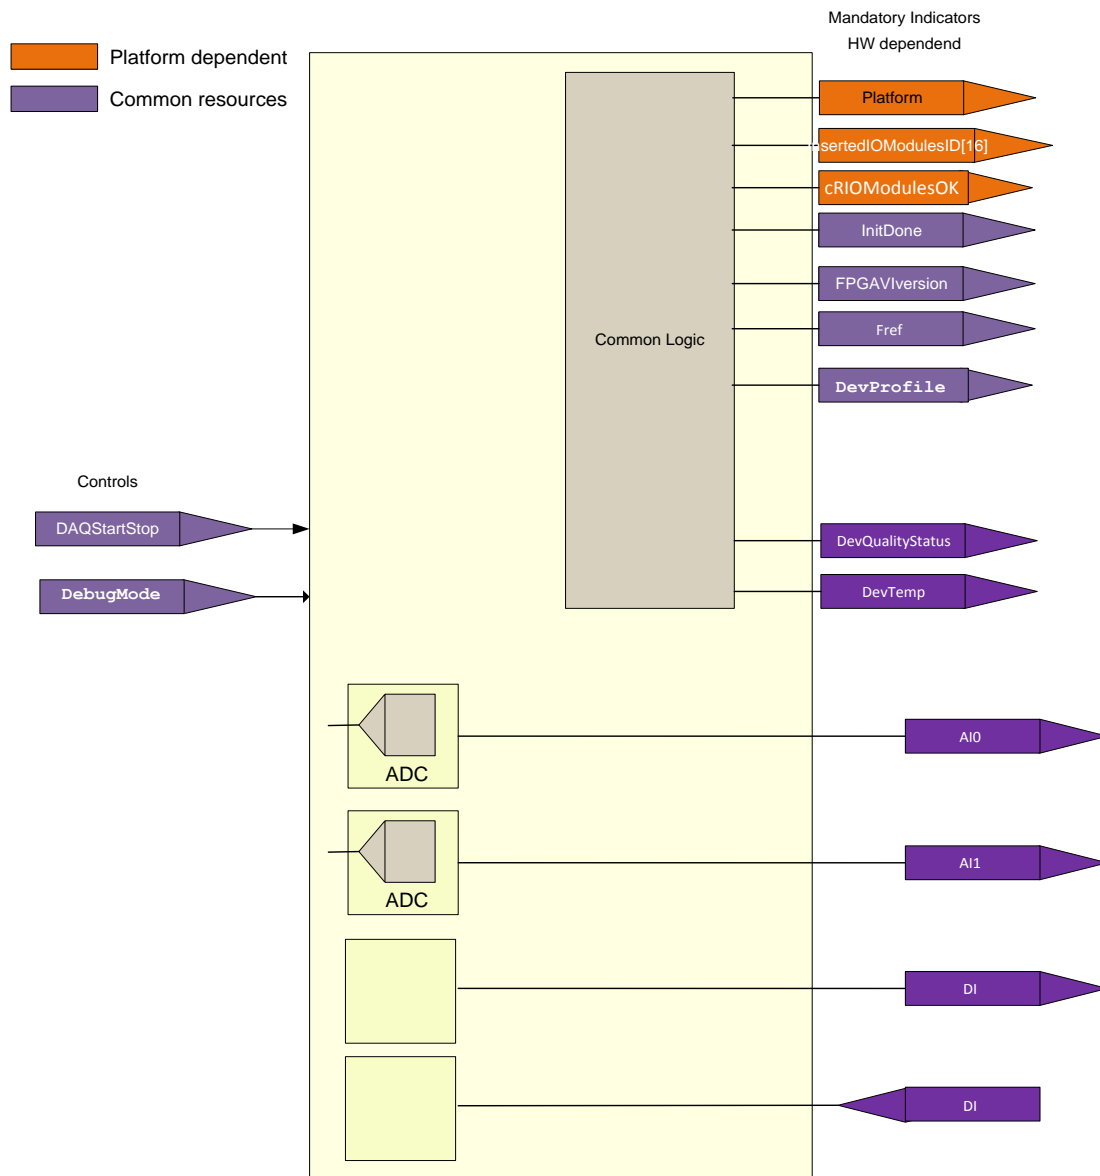 Mandatory Indicators
HW dependend
Platform dependent
Common resources
Platform
InsertedIOModulesID[16]
cRIOModulesOK
InitDone
FPGAVIversion
Fref
DevProfile
Common Logic
Controls
DAQStartStop
DebugMode
DevQualityStatus
DevTemp
ADC
AI0
ADC
AI1
DI
DI